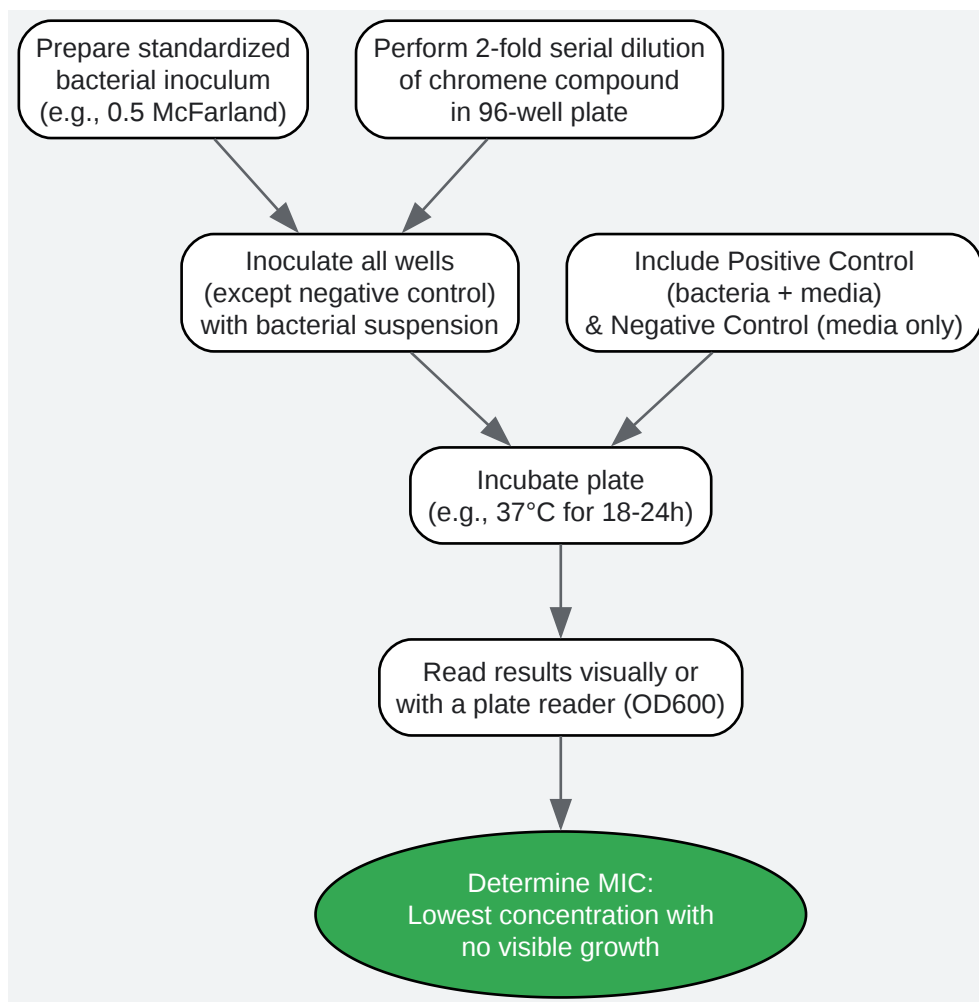 Prepare standardized
bacterial inoculum
(e.g., 0.5 McFarland)
Perform 2-fold serial dilution
of chromene compound
in 96-well plate
Inoculate all wells
(except negative control)
with bacterial suspension
Include Positive Control
(bacteria + media)
& Negative Control (media only)
Incubate plate
(e.g., 37°C for 18-24h)
Read results visually or
with a plate reader (OD600)
Determine MIC:
Lowest concentration with
no visible growth